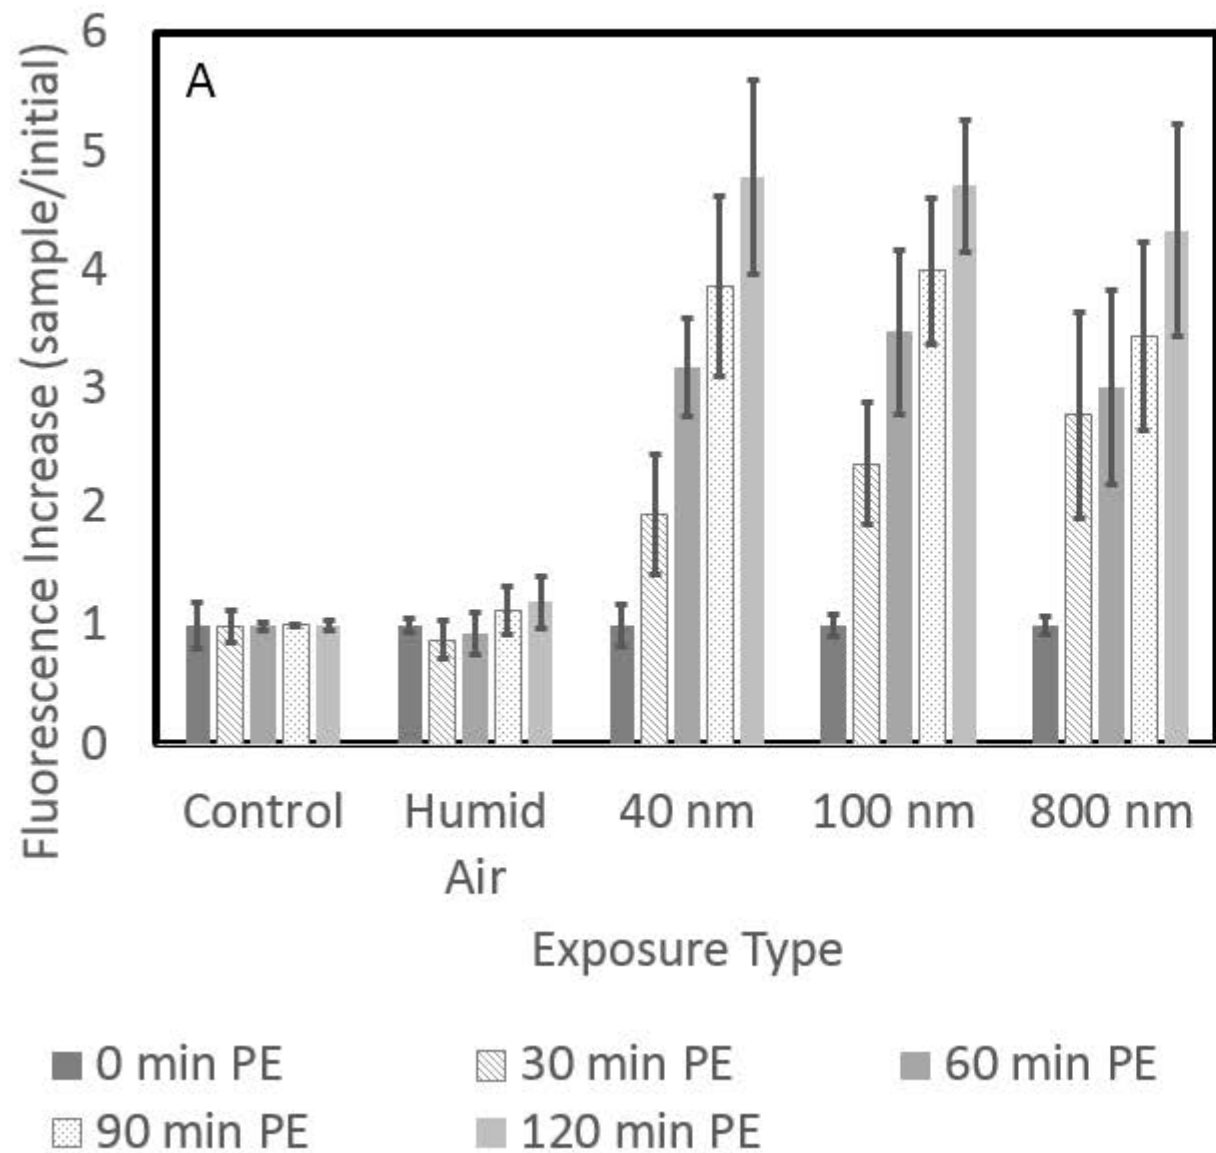 A
Fluorescence Increase (sample/initial)
6
5
4
3
2
1
0
Control
Humid
Air
40 nm
100 nm
800 nm
Exposure Type
0 min PE
30 min PE
60 min PE
90 min PE
120 min PE